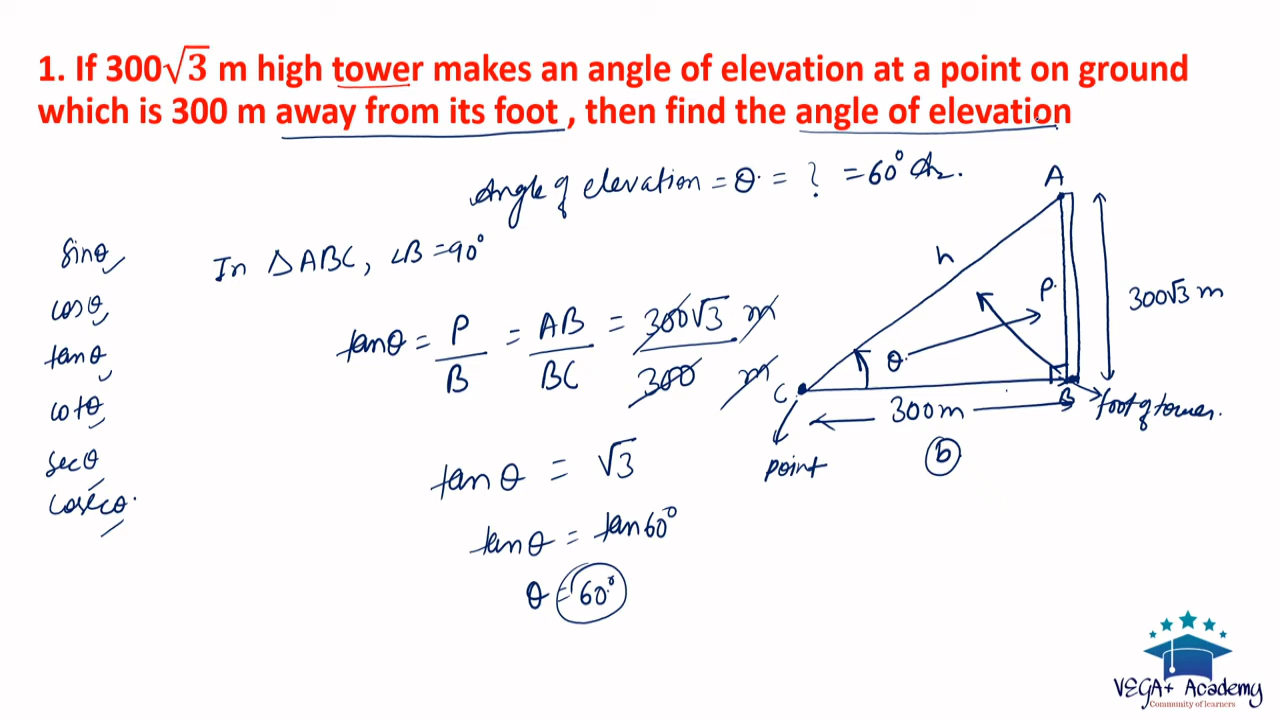 1. If 300√3 m high tower makes an angle of elevation at a point on ground
which is 300 m away from its foot , then find the angle of elevation
Angle of elevation = θ = ? = 60°
sinθ
cosθ
tanθ
cotθ
secθ
cosecθ
In △ABC, ∠B = 90°
tanθ = P/B = AB/BC = 300√3 m / 300 m
tanθ = √3
tanθ = tan60°
θ = 60°
A
h
P
300√3 m
θ
C
B
foot of tower.
300m
point
b
VEGA+ Academy
Community of learners